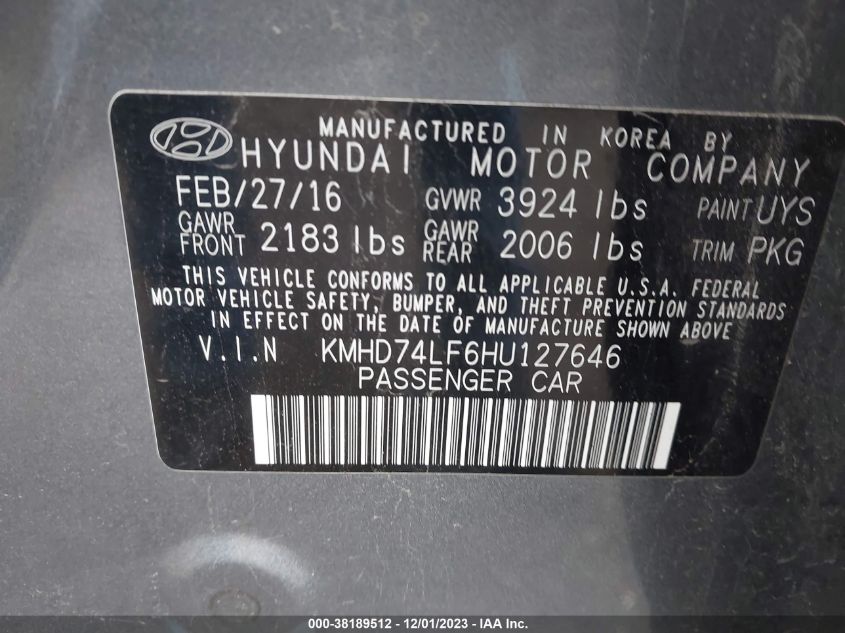 MANUFACTURED IN KOREA BY
HYUNDAI MOTOR COMPANY
FEB/27/16 GVWR 3924 lbs PAINT UYS
GAWR FRONT 2183 lbs GAWR REAR 2006 lbs TRIM PKG
THIS VEHICLE CONFORMS TO ALL APPLICABLE U.S.A. FEDERAL
MOTOR VEHICLE SAFETY, BUMPER, AND THEFT PREVENTION STANDARDS
IN EFFECT ON THE DATE OF MANUFACTURE SHOWN ABOVE
V.I.N KMHD74LF6HU127646
PASSENGER CAR
000-38189512 - 12/01/2023 - IAA Inc.